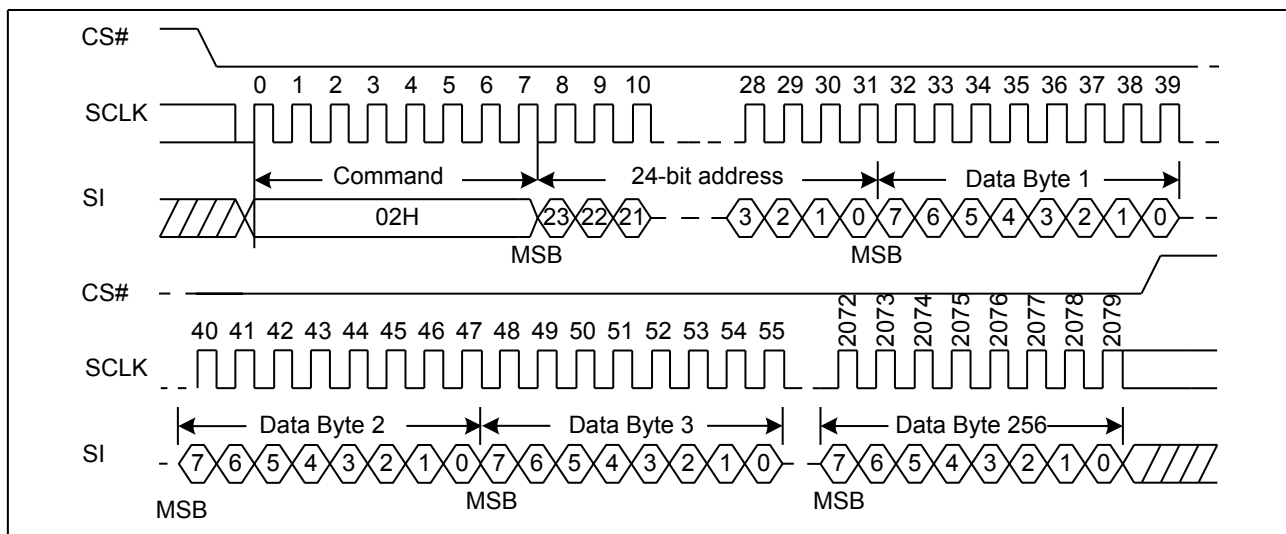 CS#
0 1 2 3 4 5 6 7 8 9 10 28 29 30 31 32 33 34 35 36 37 38 39
SCLK
Command 24-bit address Data Byte 1
SI
02H 23 22 21 3 2 1 0 7 6 5 4 3 2 1 0
MSB MSB
CS#
40 41 42 43 44 45 46 47 48 49 50 51 52 53 54 55 2072 2073 2074 2075 2076 2077 2078 2079
SCLK
Data Byte 2 Data Byte 3 Data Byte 256
SI
7 6 5 4 3 2 1 0 7 6 5 4 3 2 1 0 7 6 5 4 3 2 1 0
MSB MSB MSB